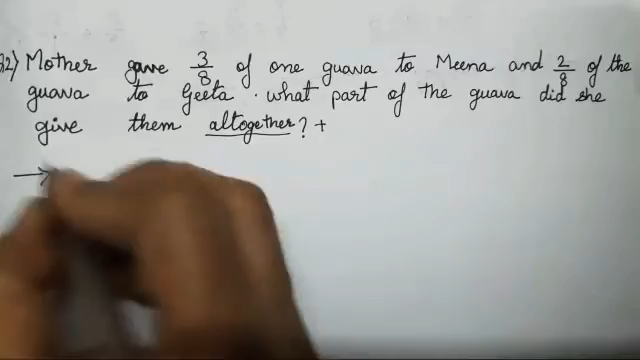 Q2) Mother gave 3/8 of one guava to Meena and 2/8 of the
guava to Geeta. what part of the guava did she
give them altogether? +
→